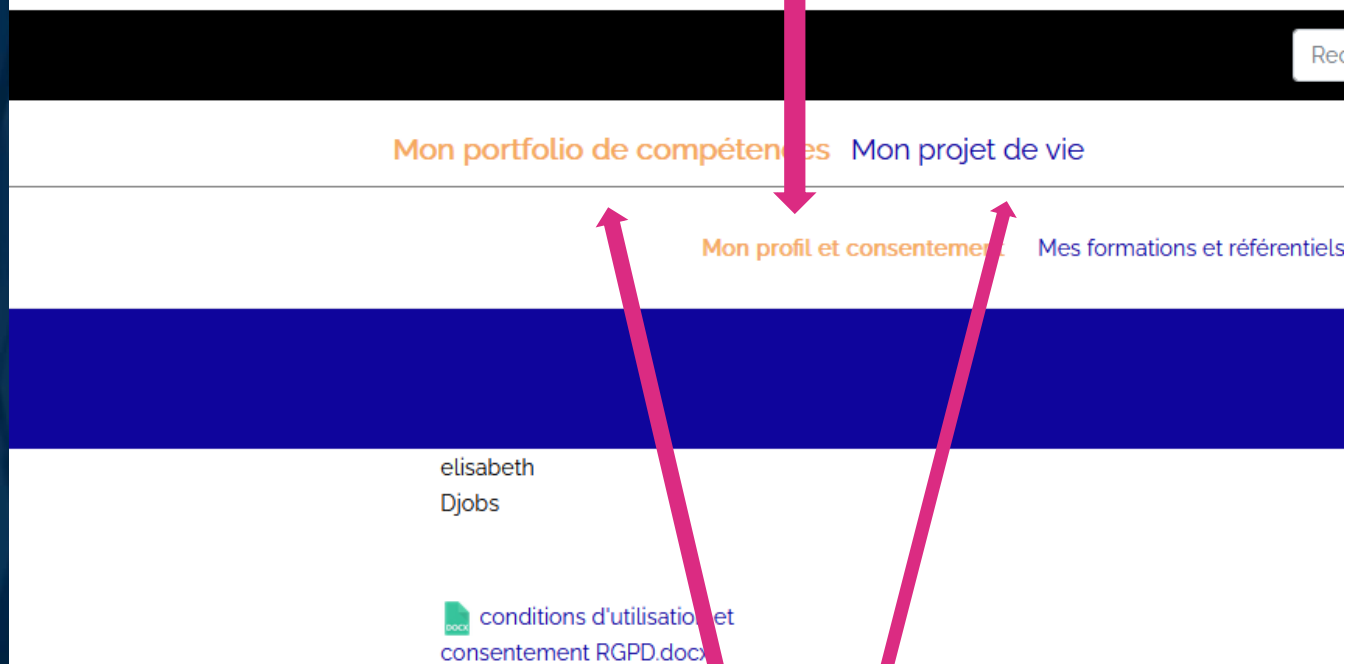 Rec
Mon portfolio de compétences Mon projet de vie
Mon profil et consentement Mes formations et référentiels
elisabeth
Djobs
DOCX
conditions d'utilisation et
consentement RGPD.docx